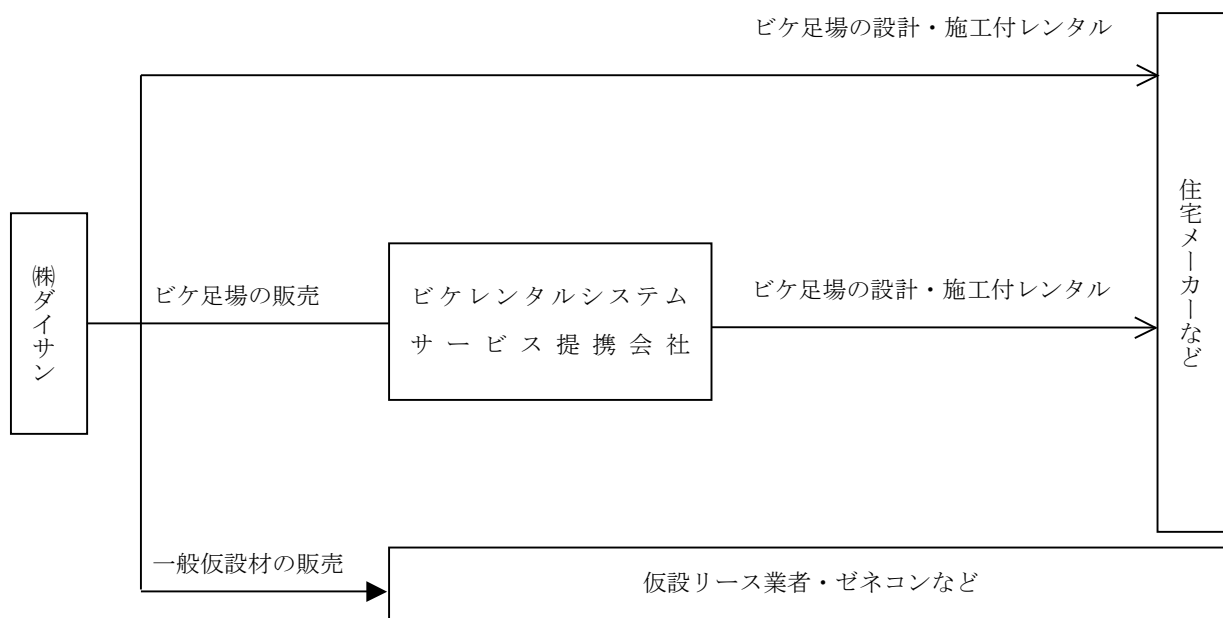 ビケ足場の設計・施工付レンタル
住宅メーカーなど
㈱ダイサン
ビケ足場の販売
ビケレンタルシステム
サービス提携会社
ビケ足場の設計・施工付レンタル
一般仮設材の販売
仮設リース業者・ゼネコンなど